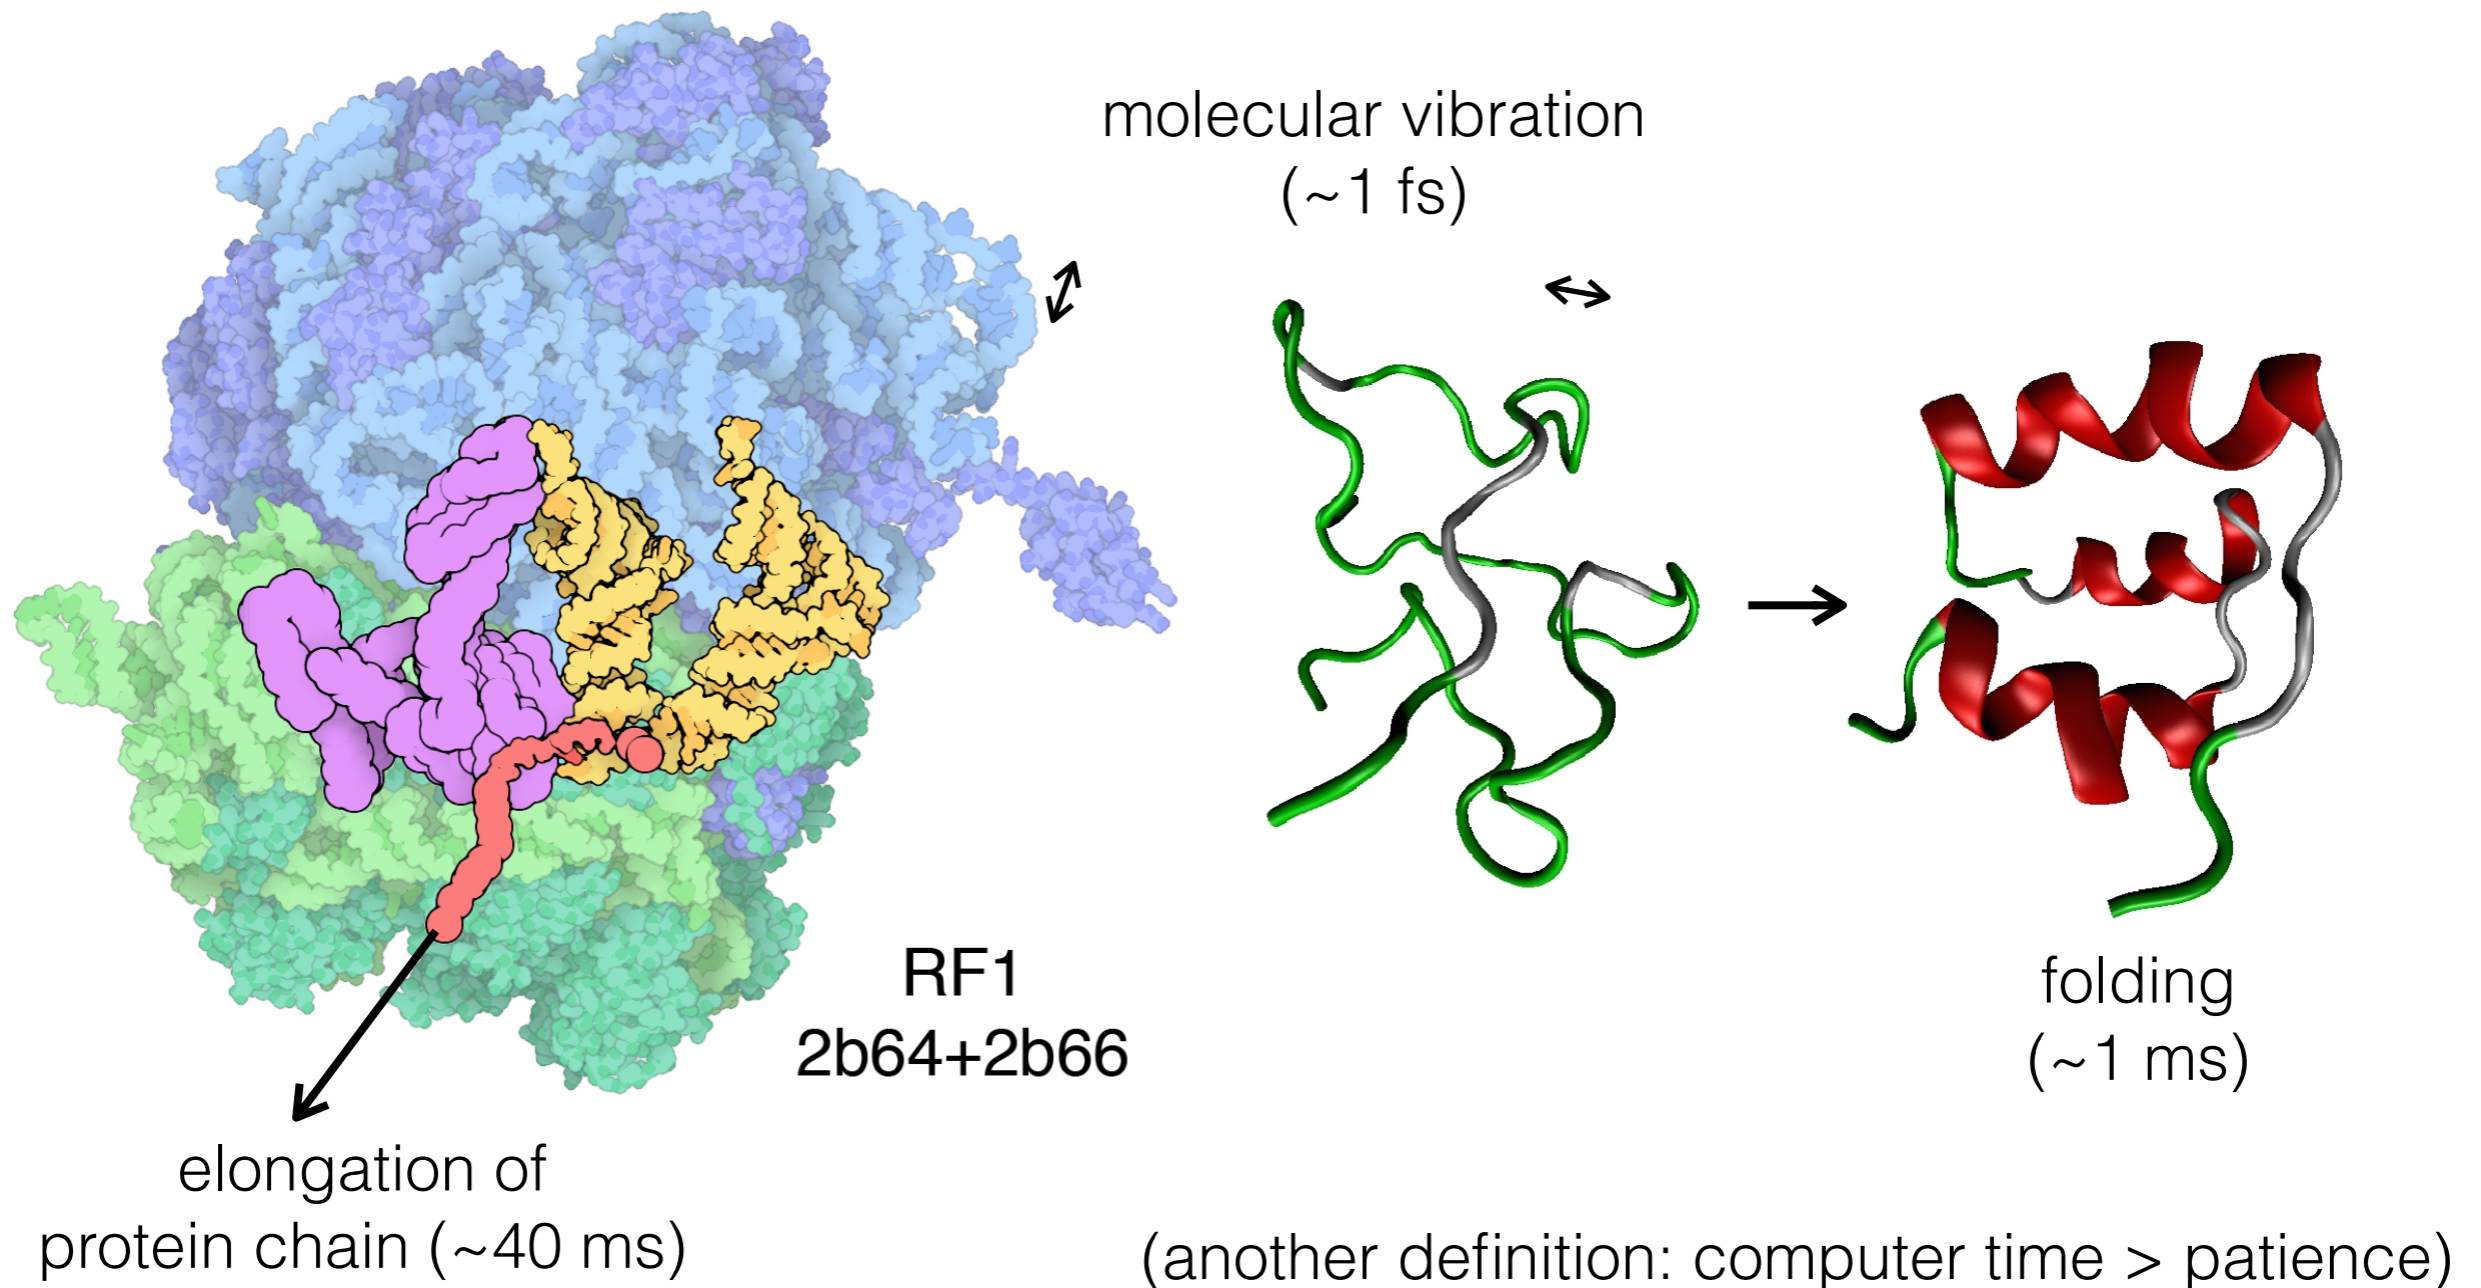 molecular vibration
(~1 fs)
RF1
2b64+2b66
folding
(~1 ms)
elongation of
protein chain (~40 ms)
(another definition: computer time > patience)